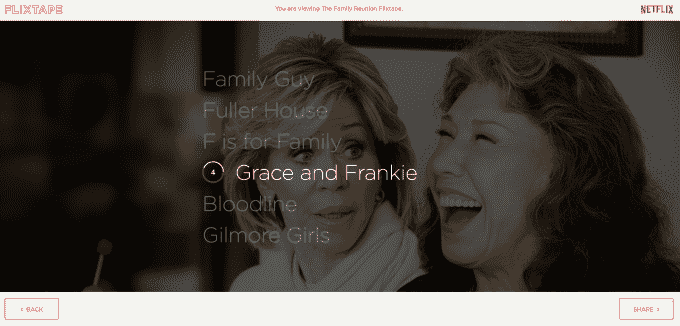 FLIXTAPE
You are viewing The Family Reunion Flixtape.
NETFLIX
Family Guy
Fuller House
F is for Family
4 Grace and Frankie
Bloodline
Gilmore Girls
< BACK
SHARE >